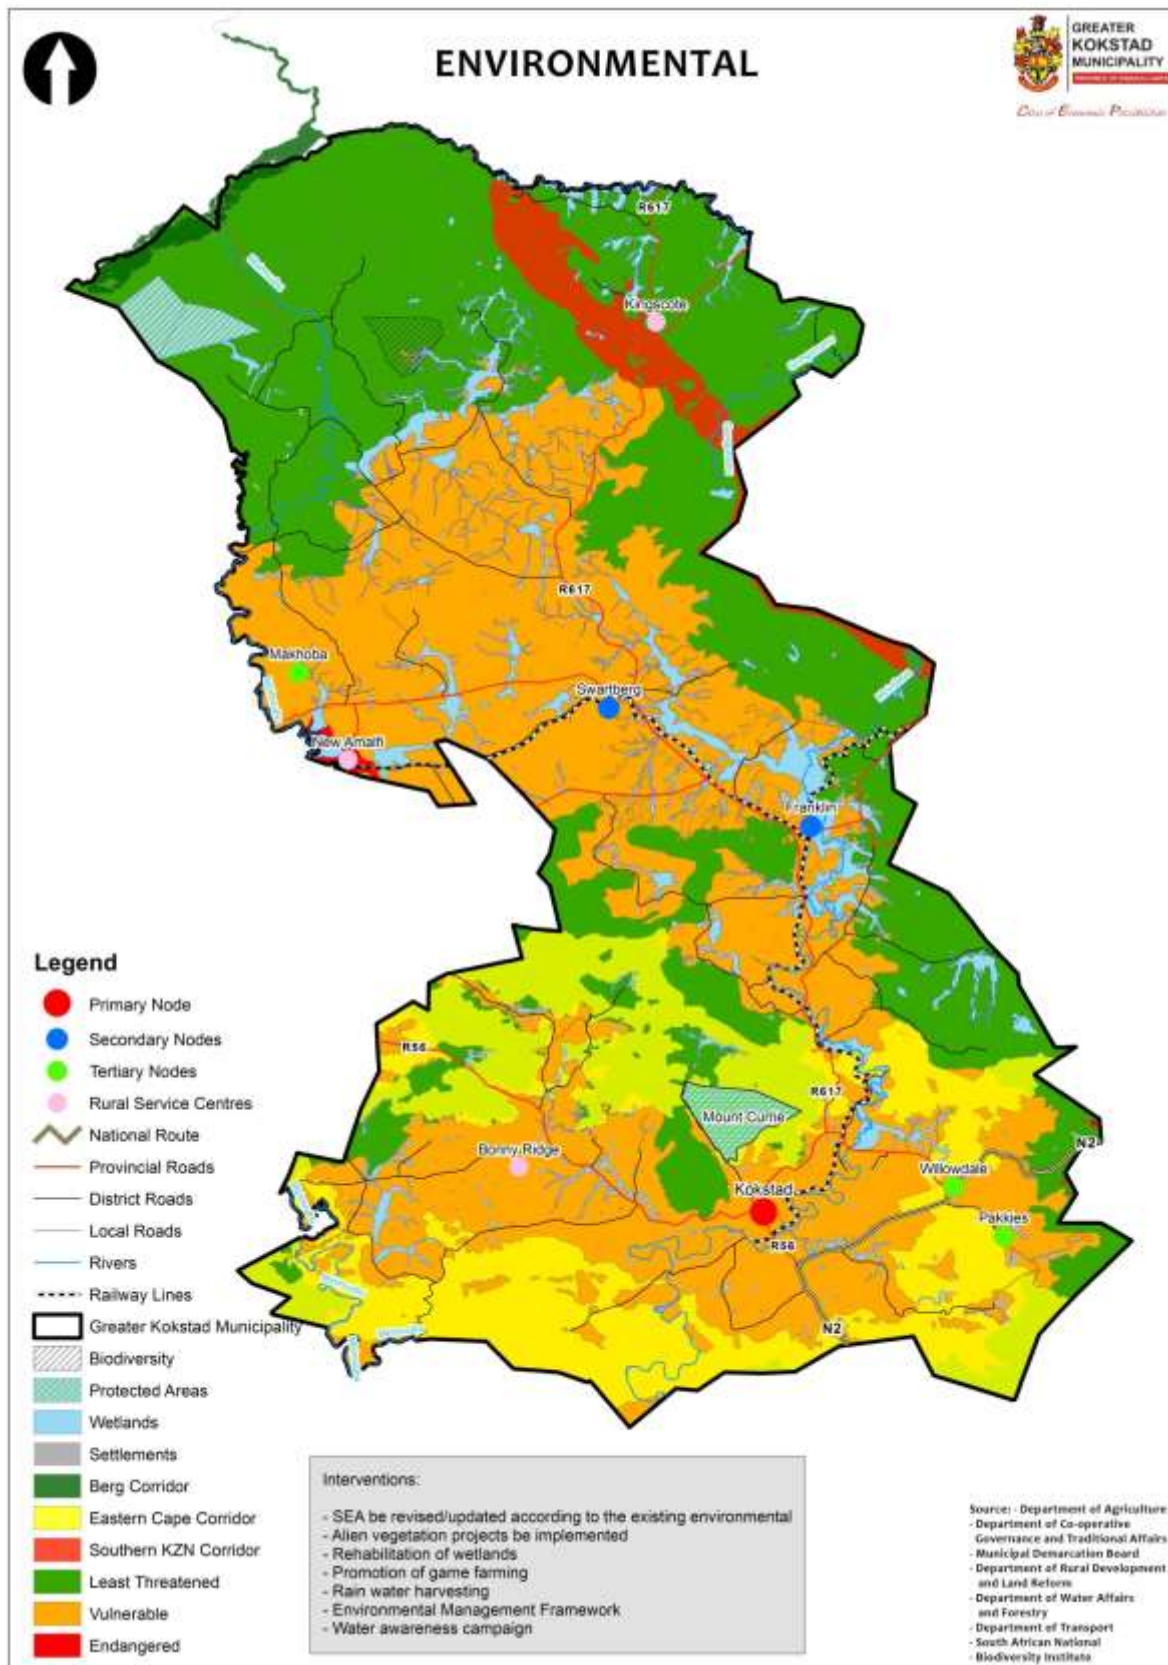 ENVIRONMENTAL
GREATER
KOKSTAD
MUNICIPALITY
R617
Kingscote
R617
Makhoba
Swartberg
New Amalfi
Franklin
R56
Mount Currie
R617
N2
Bonny Ridge
Willowdale
Kokstad
Pakkies
R56
N2
Legend
Primary Node
Secondary Nodes
Tertiary Nodes
Rural Service Centres
National Route
Provincial Roads
District Roads
Local Roads
Rivers
Railway Lines
Greater Kokstad Municipality
Biodiversity
Protected Areas
Wetlands
Settlements
Berg Corridor
Eastern Cape Corridor
Southern KZN Corridor
Least Threatened
Vulnerable
Endangered
Interventions:
- SEA be revised/updated according to the existing environmental
- Alien vegetation projects be implemented
- Rehabilitation of wetlands
- Promotion of game farming
- Rain water harvesting
- Environmental Management Framework
- Water awareness campaign
Source: - Department of Agriculture
- Department of Co-operative
Governance and Traditional Affairs
- Municipal Demarcation Board
- Department of Rural Development
and Land Reform
- Department of Water Affairs
and Forestry
- Department of Transport
- South African National
- Biodiversity Institute